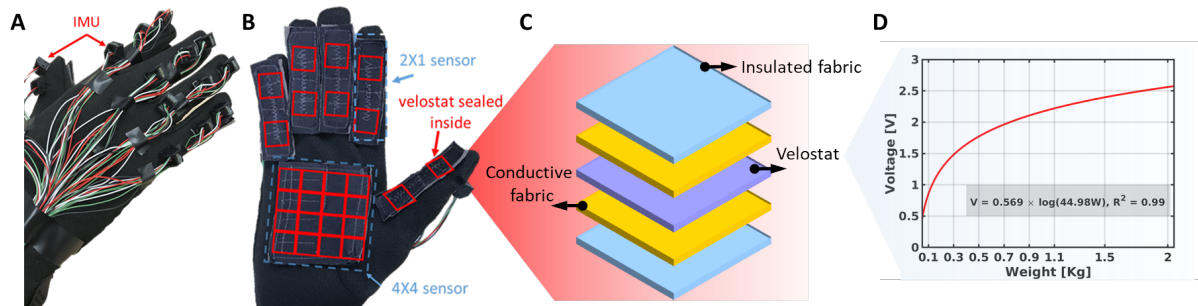 A
IMU
B
2X1 sensor
velostat sealed
inside
4X4 sensor
C
Insulated fabric
Velostat
Conductive
fabric
D
Voltage [V]
3
2.5
2
1.5
1
0.5
0
V = 0.569 × log(44.98W), R² = 0.99
0.1 0.3 0.5 0.7 0.9 1.1 1.5 2
Weight [Kg]